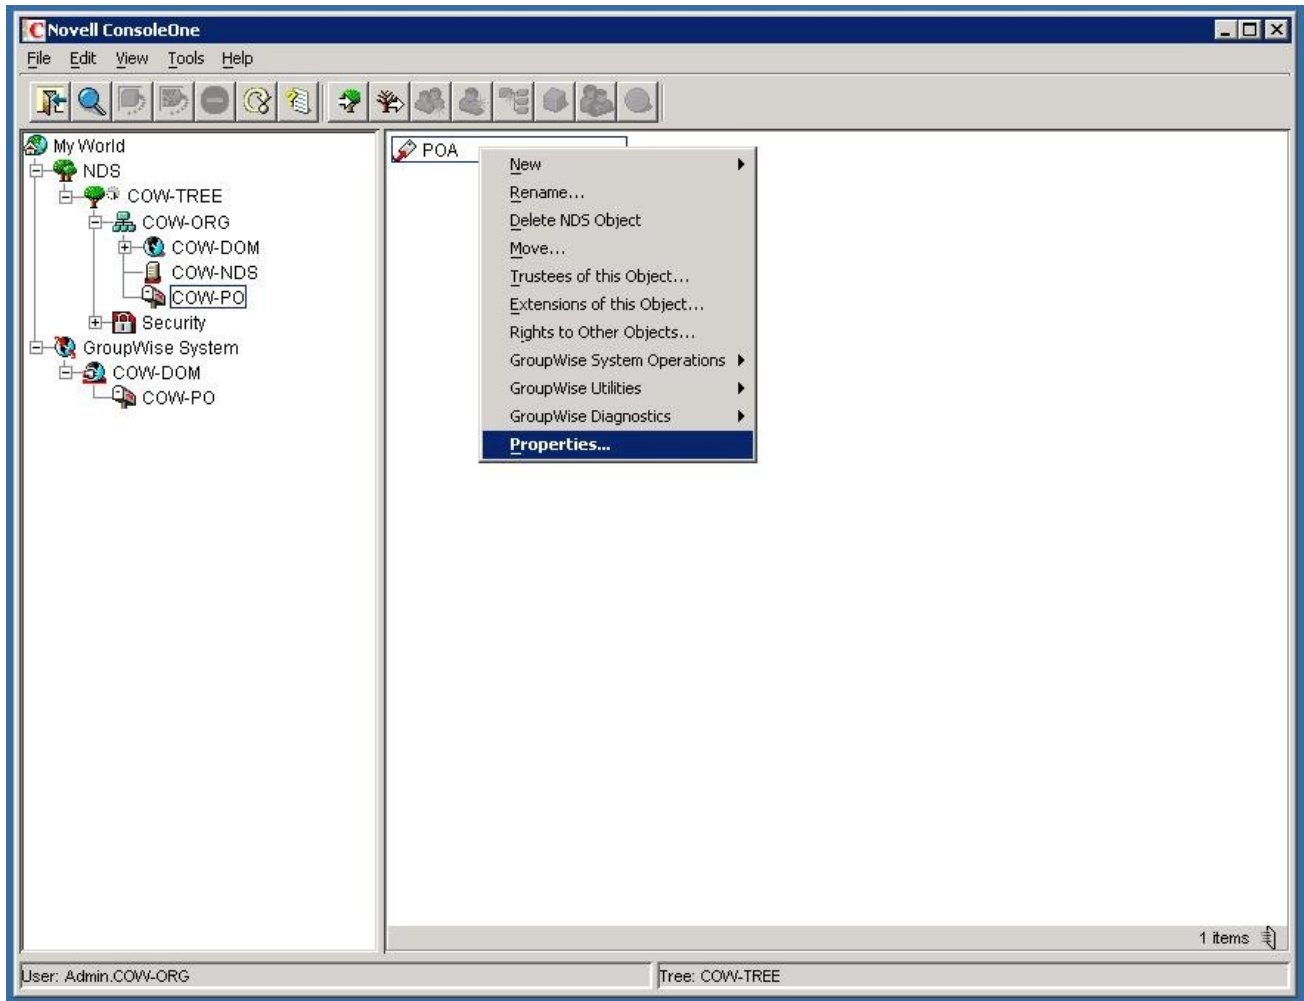 Novell ConsoleOne
File Edit View Tools Help
My World
NDS
COW-TREE
COW-ORG
COW-DOM
COW-NDS
COW-PO
Security
GroupWise System
COW-DOM
COW-PO
POA
New
Rename...
Delete NDS Object
Move...
Trustees of this Object...
Extensions of this Object...
Rights to Other Objects...
GroupWise System Operations
GroupWise Utilities
GroupWise Diagnostics
Properties...
1 items
User: Admin.COW-ORG
Tree: COW-TREE